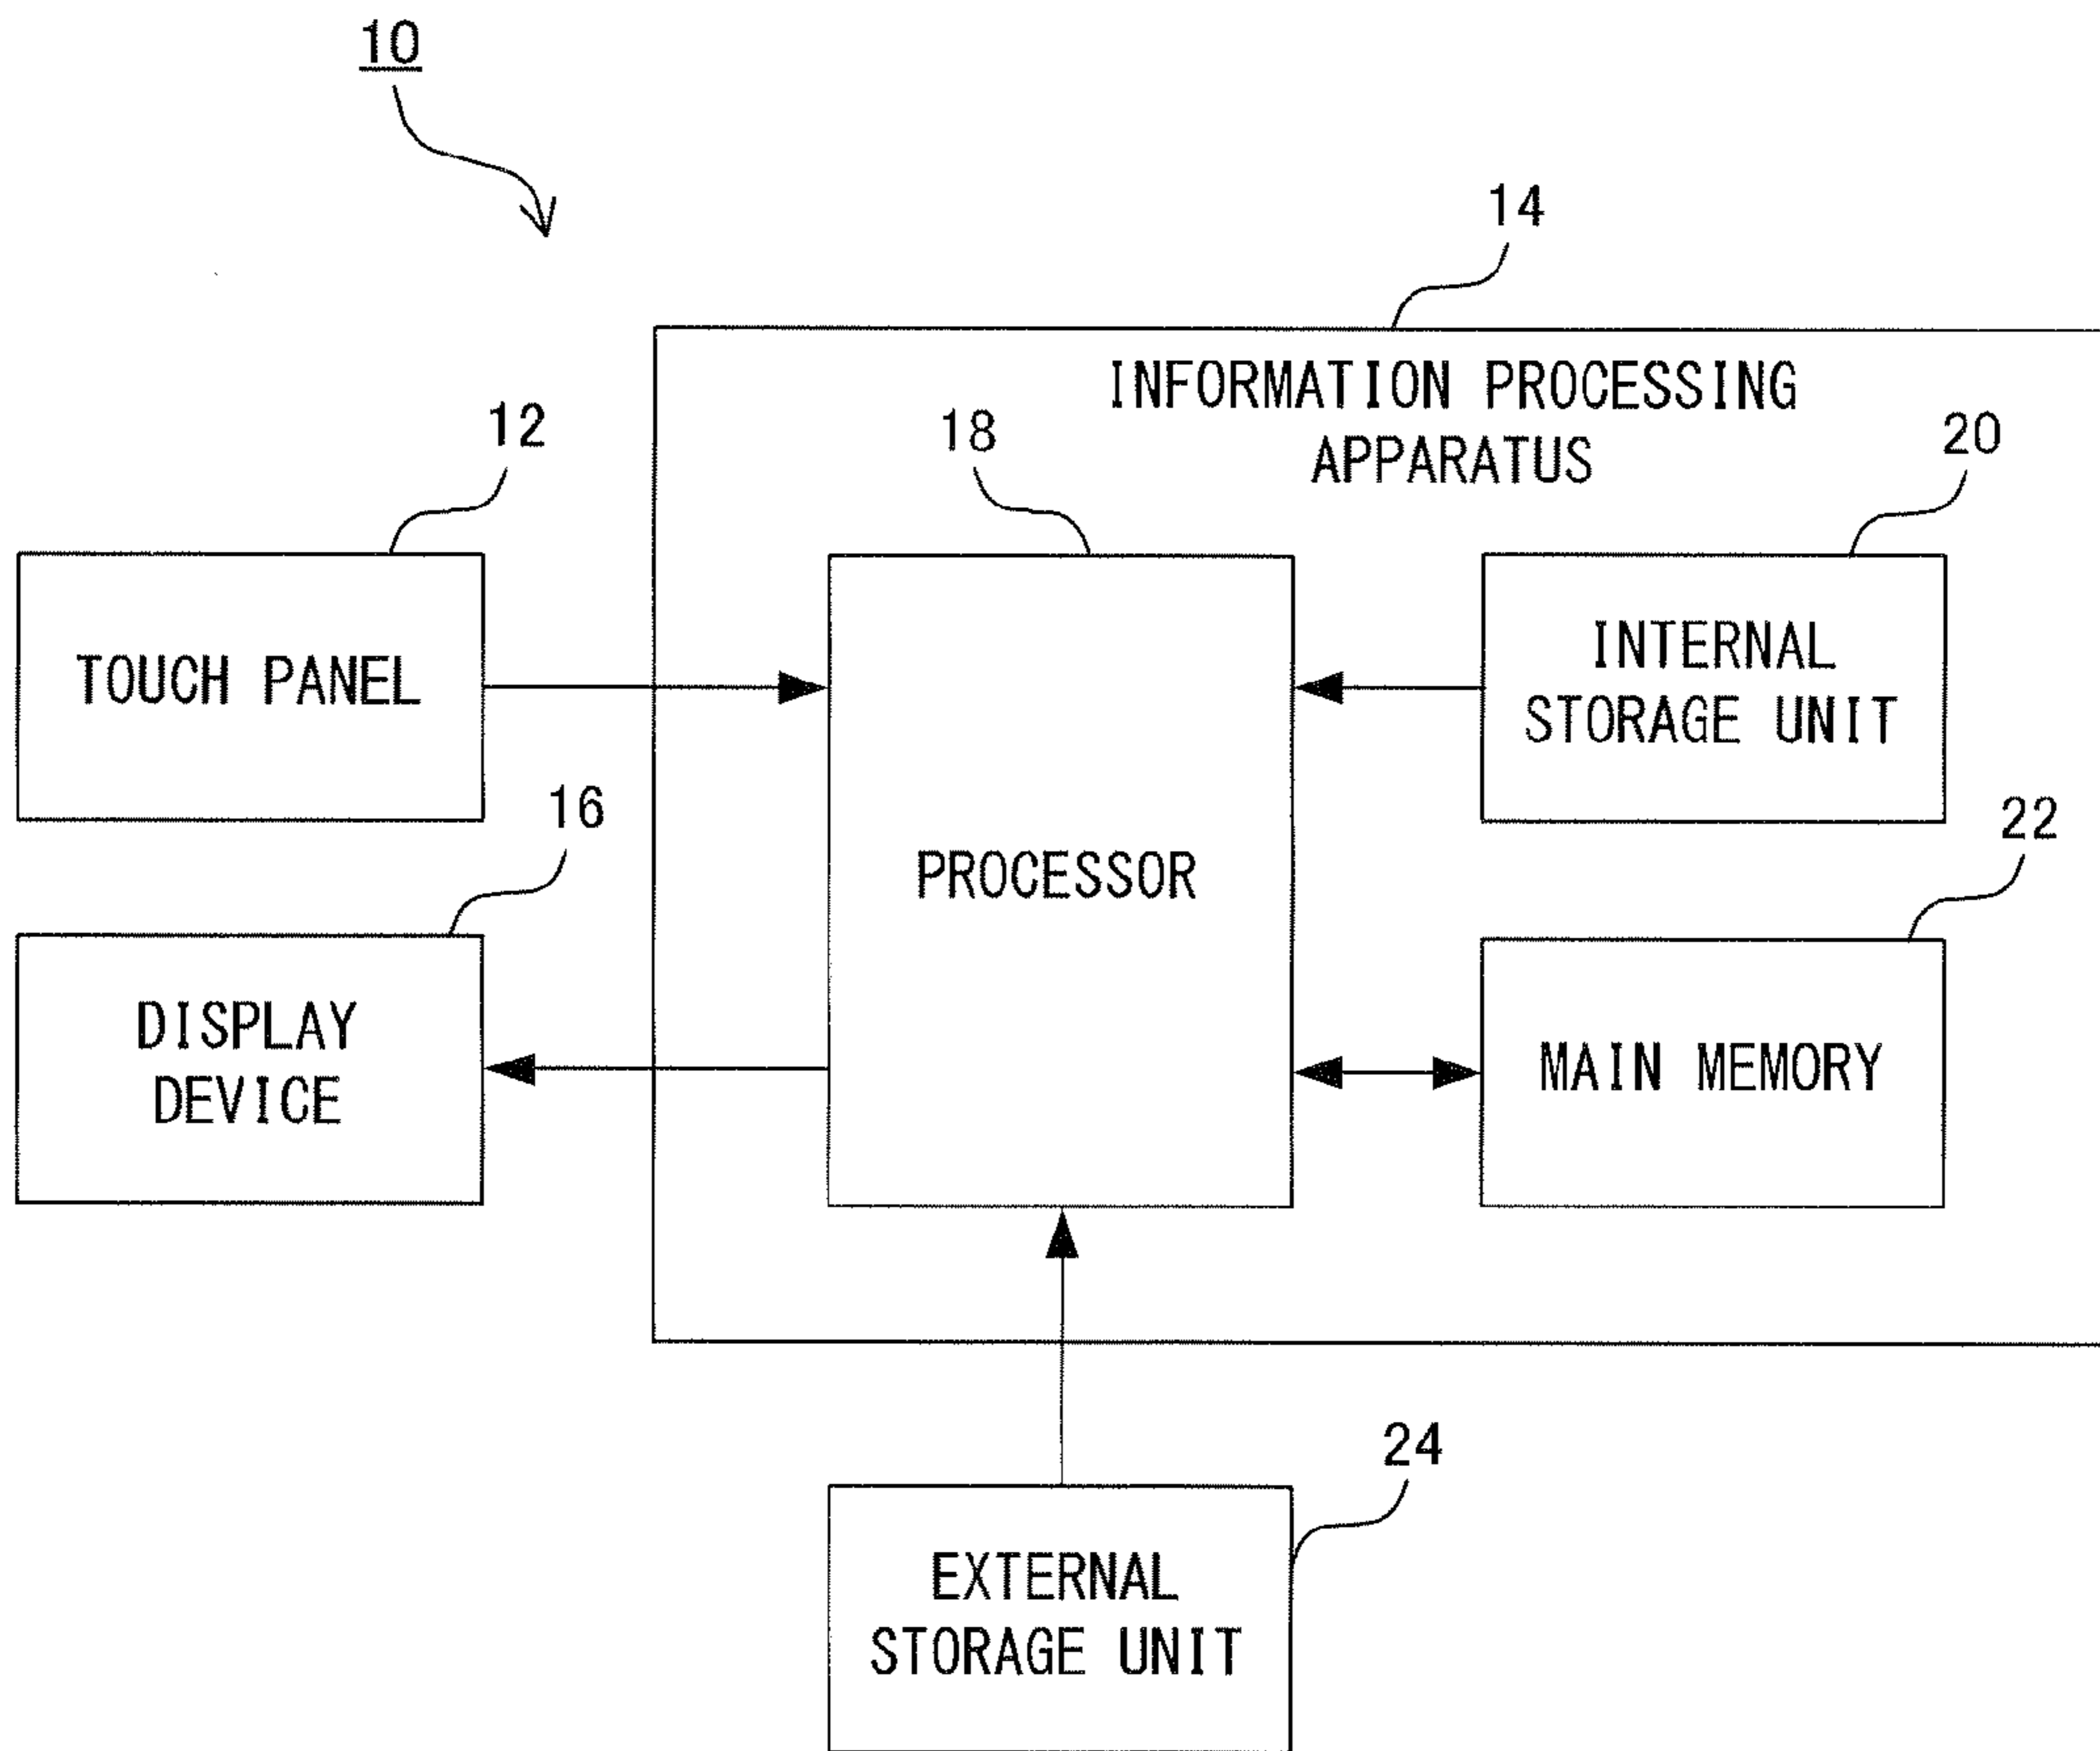 10
14
INFORMATION PROCESSING
APPARATUS
12
18
20
TOUCH PANEL
INTERNAL
STORAGE UNIT
16
PROCESSOR
22
DISPLAY
DEVICE
MAIN MEMORY
24
EXTERNAL
STORAGE UNIT